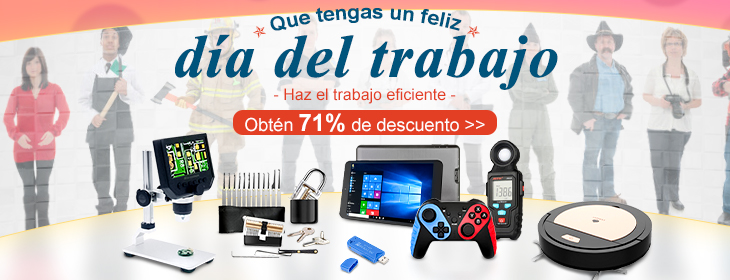 Que tengas un feliz
día del trabajo
- Haz el trabajo eficiente -
Obtén 71% de descuento >>